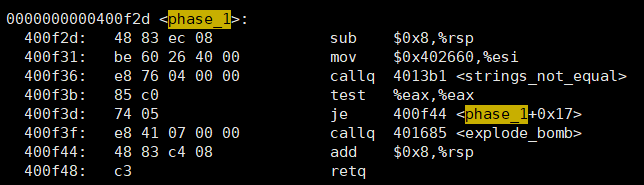 0000000000400f2d <phase_1>:
400f2d: 48 83 ec 08 sub $0x8,%rsp
400f31: be 60 26 40 00 mov $0x402660,%esi
400f36: e8 76 04 00 00 callq 4013b1 <strings_not_equal>
400f3b: 85 c0 test %eax,%eax
400f3d: 74 05 je 400f44 <phase_1+0x17>
400f3f: e8 41 07 00 00 callq 401685 <explode_bomb>
400f44: 48 83 c4 08 add $0x8,%rsp
400f48: c3 retq